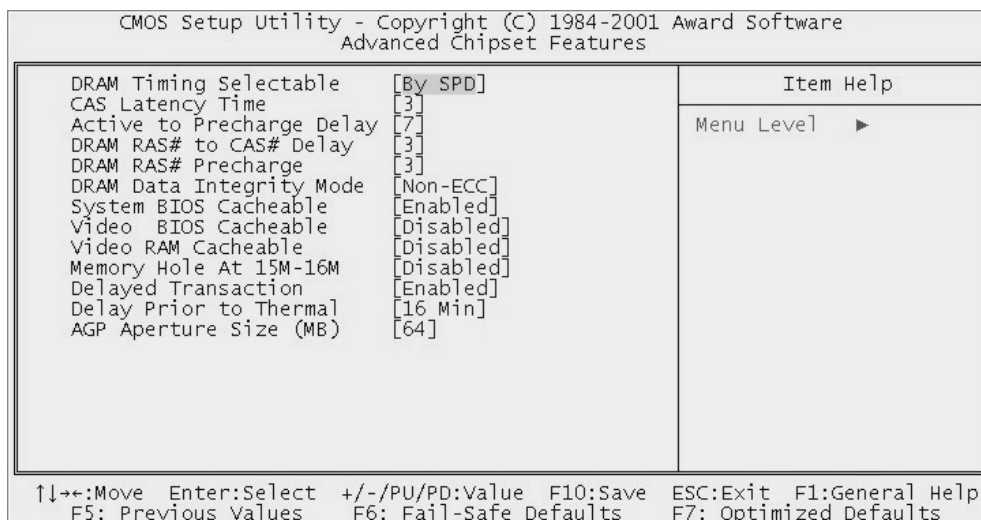 CMOS Setup Utility - Copyright (C) 1984-2001 Award Software
Advanced Chipset Features
DRAM Timing Selectable [By SPD]
CAS Latency Time [3]
Active to Precharge Delay [7]
DRAM RAS# to CAS# Delay [3]
DRAM RAS# Precharge [3]
DRAM Data Integrity Mode [Non-ECC]
System BIOS Cacheable [Enabled]
Video BIOS Cacheable [Disabled]
Video RAM Cacheable [Disabled]
Memory Hole At 15M-16M [Disabled]
Delayed Transaction [Enabled]
Delay Prior to Thermal [16 Min]
AGP Aperture Size (MB) [64]
Item Help
Menu Level ►
↑↓→←:Move Enter:Select +/-/PU/PD:Value F10:Save ESC:Exit F1:General Help
F5: Previous Values F6: Fail-Safe Defaults F7: Optimized Defaults